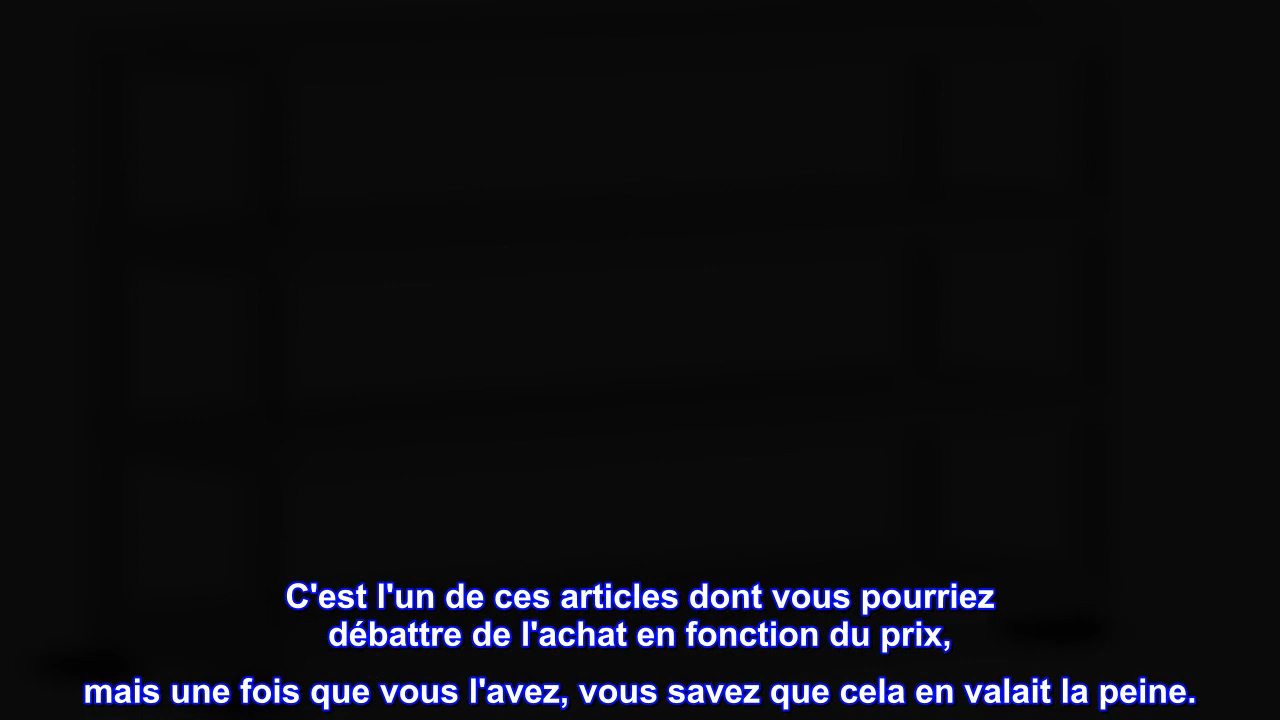 C'est l'un de ces articles dont vous pourriez
débattre de l'achat en fonction du prix,
mais une fois que vous l'avez, vous savez que cela en valait la peine.